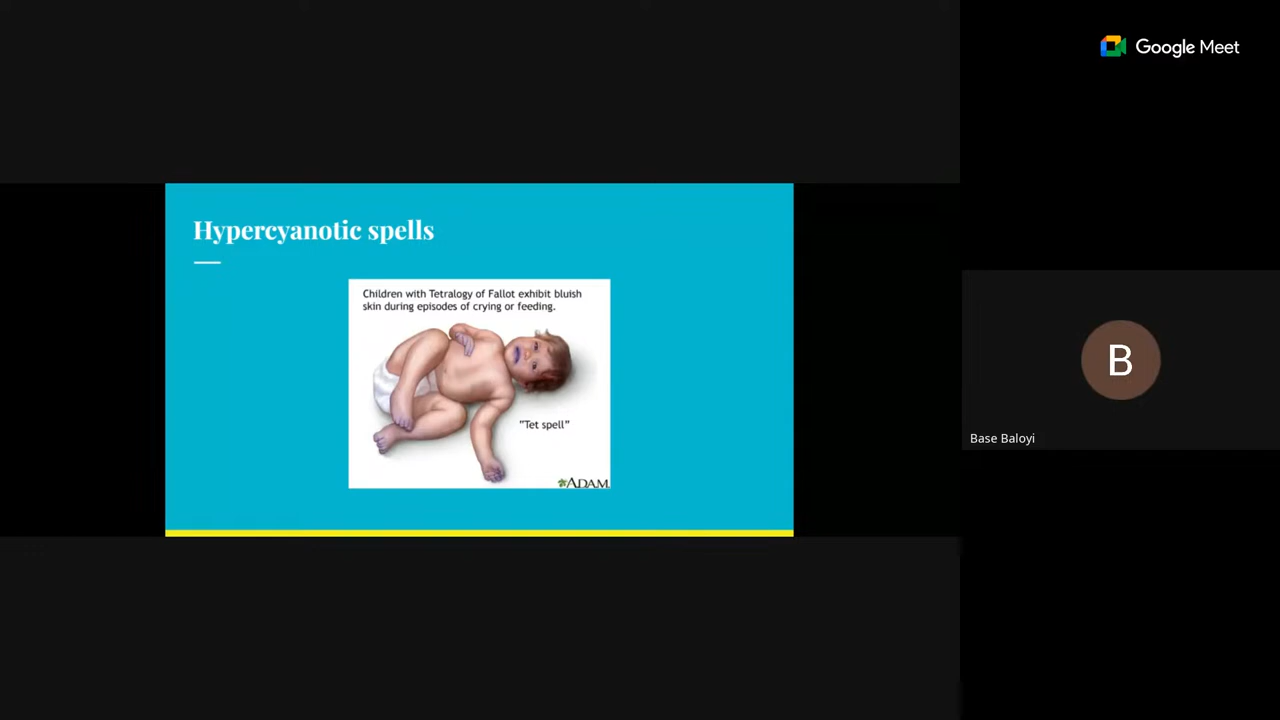 Google Meet
Hypercyanotic spells
Children with Tetralogy of Fallot exhibit bluish
skin during episodes of crying or feeding.
"Tet spell"
ADAM.
B
Base Baloyi